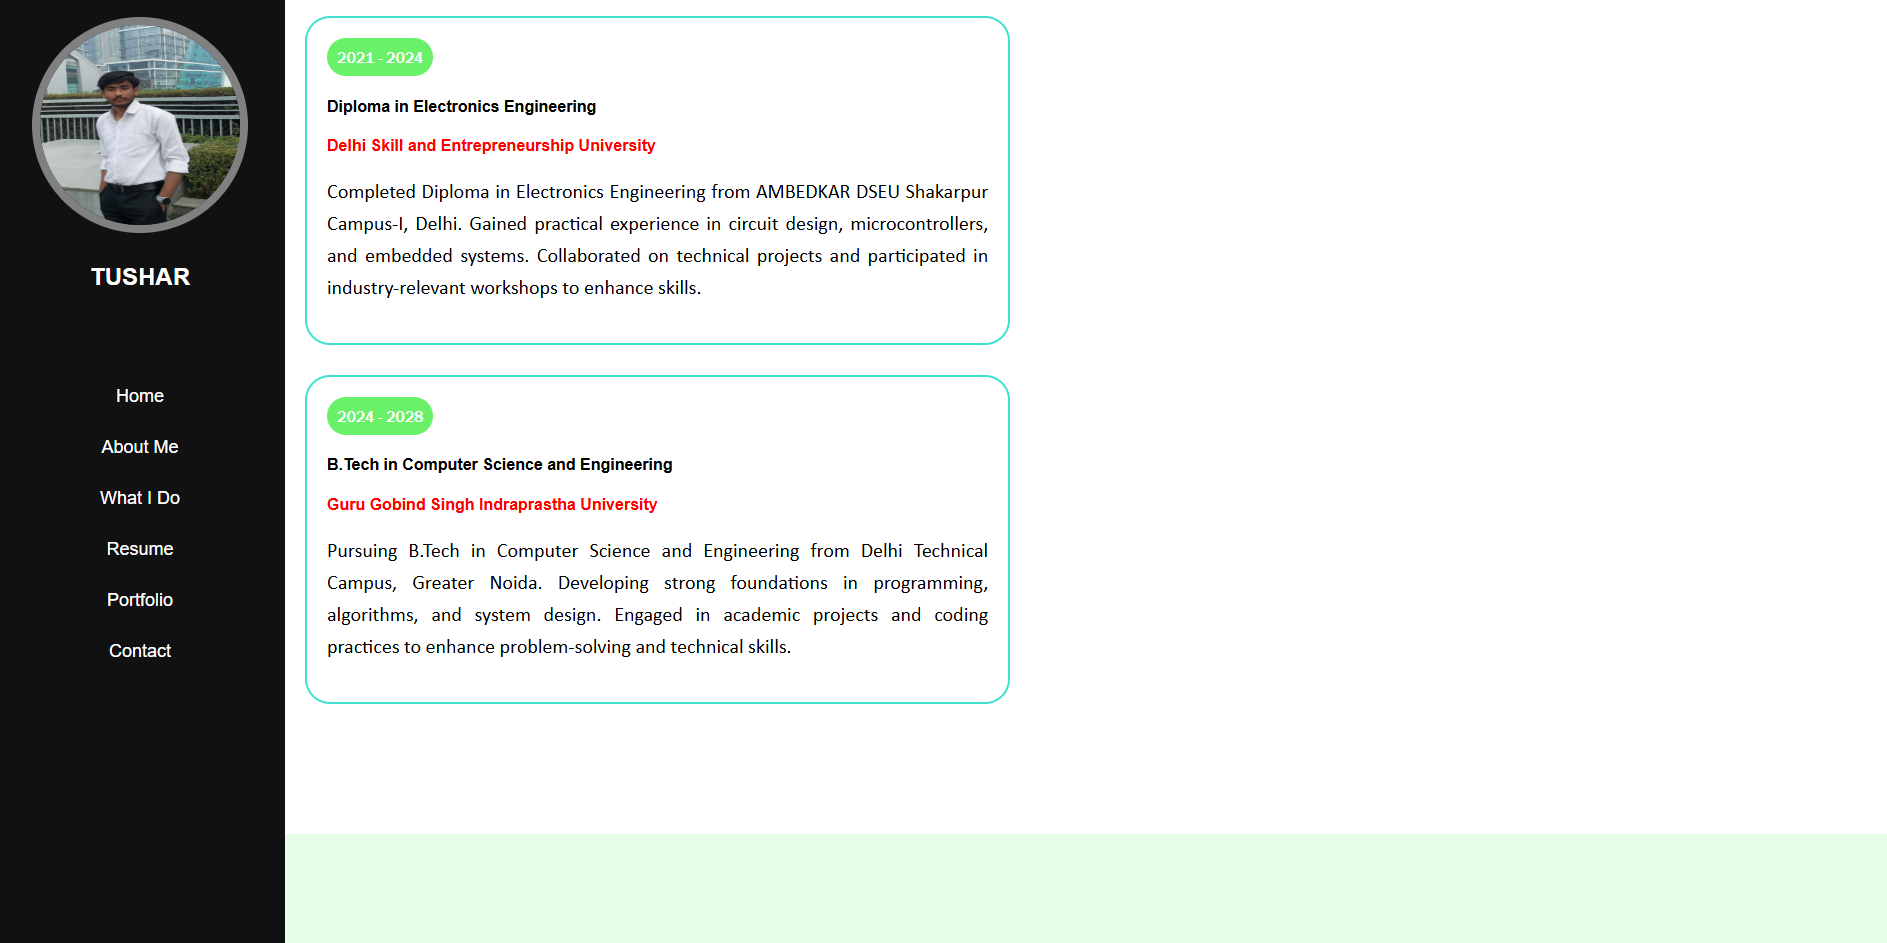 TUSHAR
Home
About Me
What I Do
Resume
Portfolio
Contact
2021 - 2024
Diploma in Electronics Engineering
Delhi Skill and Entrepreneurship University
Completed Diploma in Electronics Engineering from AMBEDKAR DSEU Shakarpur
Campus-I, Delhi. Gained practical experience in circuit design, microcontrollers,
and embedded systems. Collaborated on technical projects and participated in
industry-relevant workshops to enhance skills.
2024 - 2028
B.Tech in Computer Science and Engineering
Guru Gobind Singh Indraprastha University
Pursuing B.Tech in Computer Science and Engineering from Delhi Technical
Campus, Greater Noida. Developing strong foundations in programming,
algorithms, and system design. Engaged in academic projects and coding
practices to enhance problem-solving and technical skills.